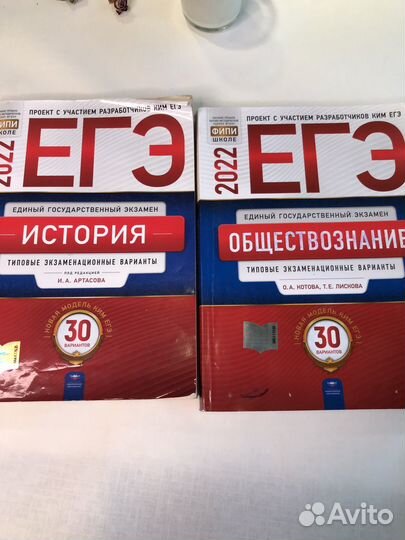 ПРОЕКТ С УЧАСТИЕМ РАЗРАБОТЧИКОВ КИМ ЕГЭ
ФИПИ
ШКОЛЕ
2022
ЕГЭ
ЕДИНЫЙ ГОСУДАРСТВЕННЫЙ ЭКЗАМЕН
ИСТОРИЯ
ТИПОВЫЕ ЭКЗАМЕНАЦИОННЫЕ ВАРИАНТЫ
ПОД РЕДАКЦИЕЙ
И. А. АРТАСОВА
НОВАЯ МОДЕЛЬ КИМ ЕГЭ
30
ВАРИАНТОВ
ПРОЕКТ С УЧАСТИЕМ РАЗРАБОТЧИКОВ КИМ ЕГЭ
ФИПИ
ШКОЛЕ
2022
ЕГЭ
ЕДИНЫЙ ГОСУДАРСТВЕННЫЙ ЭКЗАМЕН
ОБЩЕСТВОЗНАНИЕ
ТИПОВЫЕ ЭКЗАМЕНАЦИОННЫЕ ВАРИАНТЫ
О.А. КОТОВА, Т.Е. ЛИСКОВА
НОВАЯ МОДЕЛЬ КИМ ЕГЭ
30
ВАРИАНТОВ
Avito